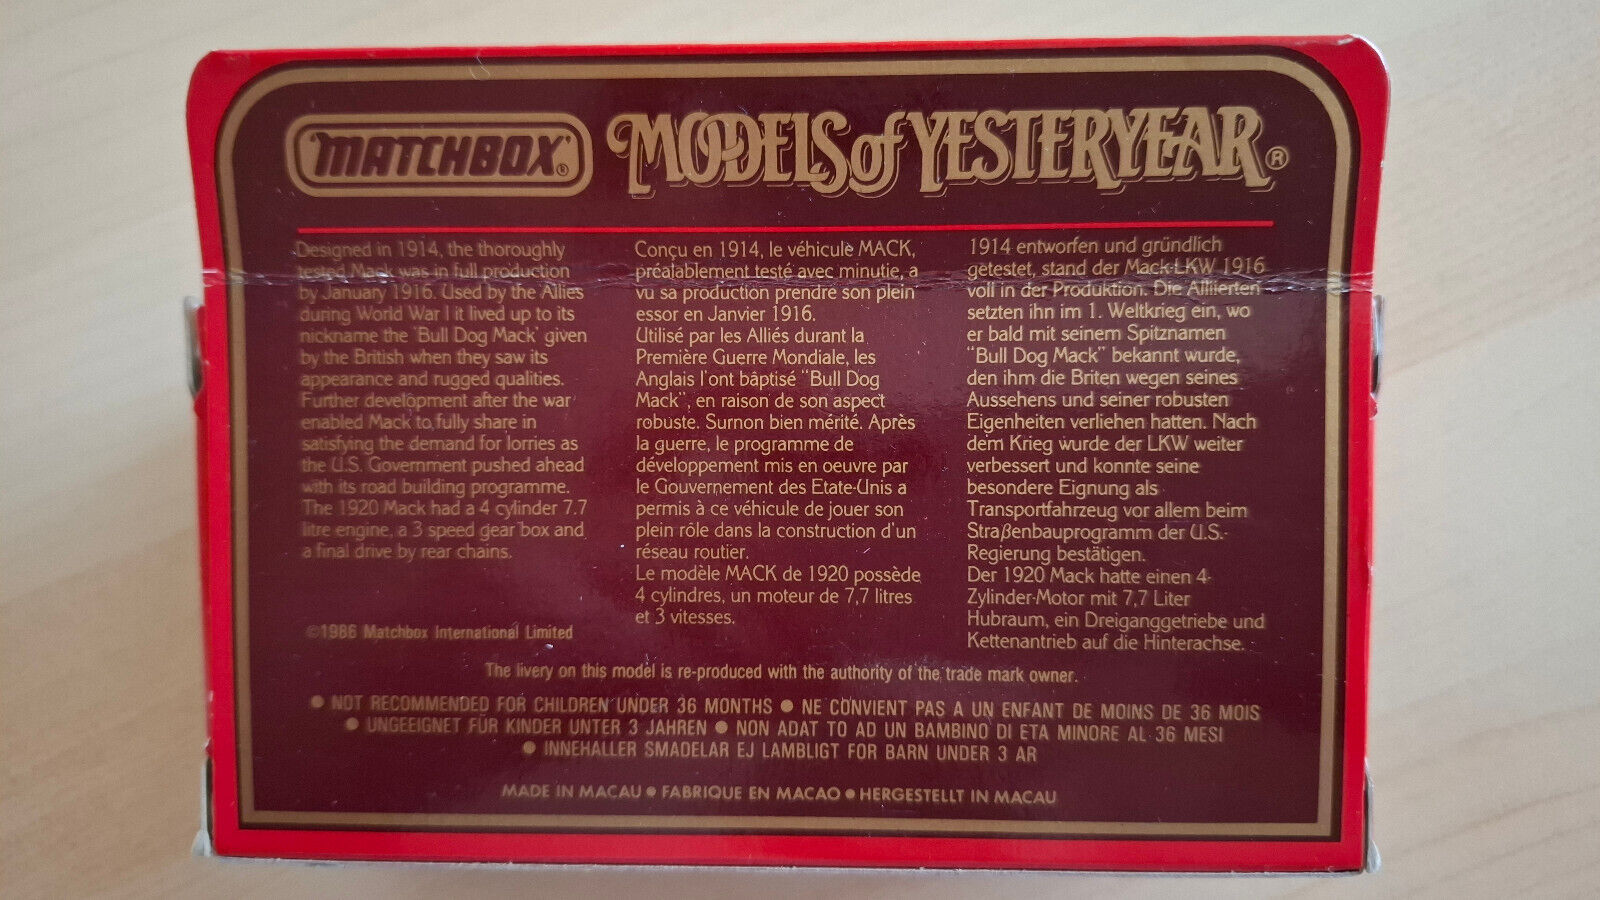 MATCHBOX® MODELS of YESTERYEAR®
Designed in 1914, the thoroughly
tested Mack was in full production
by January 1916. Used by the Allies
during World War I it lived up to its
nickname the 'Bull Dog Mack' given
by the British when they saw its
appearance and rugged qualities.
Further development after the war
enabled Mack to fully share in
satisfying the demand for lorries as
the U.S. Government pushed ahead
with its road building programme.
The 1920 Mack had a 4 cylinder 7.7
litre engine, a 3 speed gear box and
a final drive by rear chains.
©1986 Matchbox International Limited
Conçu en 1914, le véhicule MACK,
préalablement testé avec minutie, a
vu sa production prendre son plein
essor en Janvier 1916.
Utilisé par les Alliés durant la
Première Guerre Mondiale, les
Anglais l'ont bâptisé "Bull Dog
Mack", en raison de son aspect
robuste. Surnon bien mérité. Après
la guerre, le programme de
développement mis en oeuvre par
le Gouvernement des Etate-Unis a
permis à ce véhicule de jouer son
plein rôle dans la construction d'un
réseau routier.
Le modèle MACK de 1920 possède
4 cylindres, un moteur de 7,7 litres
et 3 vitesses.
1914 entworfen und gründlich
getestet, stand der Mack-LKW 1916
voll in der Produktion. Die Alliierten
setzten ihn im 1. Weltkrieg ein, wo
er bald mit seinem Spitznamen
"Bull Dog Mack" bekannt wurde,
den ihm die Briten wegen seines
Aussehens und seiner robusten
Eigenheiten verliehen hatten. Nach
dem Krieg wurde der LKW weiter
verbessert und konnte seine
besondere Eignung als
Transportfahrzeug vor allem beim
Straßenbauprogramm der U.S.-
Regierung bestätigen.
Der 1920 Mack hatte einen 4-
Zylinder-Motor mit 7,7 Liter
Hubraum, ein Dreiganggetriebe und
Kettenantrieb auf die Hinterachse.
The livery on this model is re-produced with the authority of the trade mark owner.
● NOT RECOMMENDED FOR CHILDREN UNDER 36 MONTHS ● NE CONVIENT PAS A UN ENFANT DE MOINS DE 36 MOIS
● UNGEEIGNET FÜR KINDER UNTER 3 JAHREN ● NON ADAT TO AD UN BAMBINO DI ETA MINORE AL 36 MESI
● INNEHALLER SMADELAR EJ LAMBLIGT FOR BARN UNDER 3 AR
MADE IN MACAU ● FABRIQUE EN MACAO ● HERGESTELLT IN MACAU